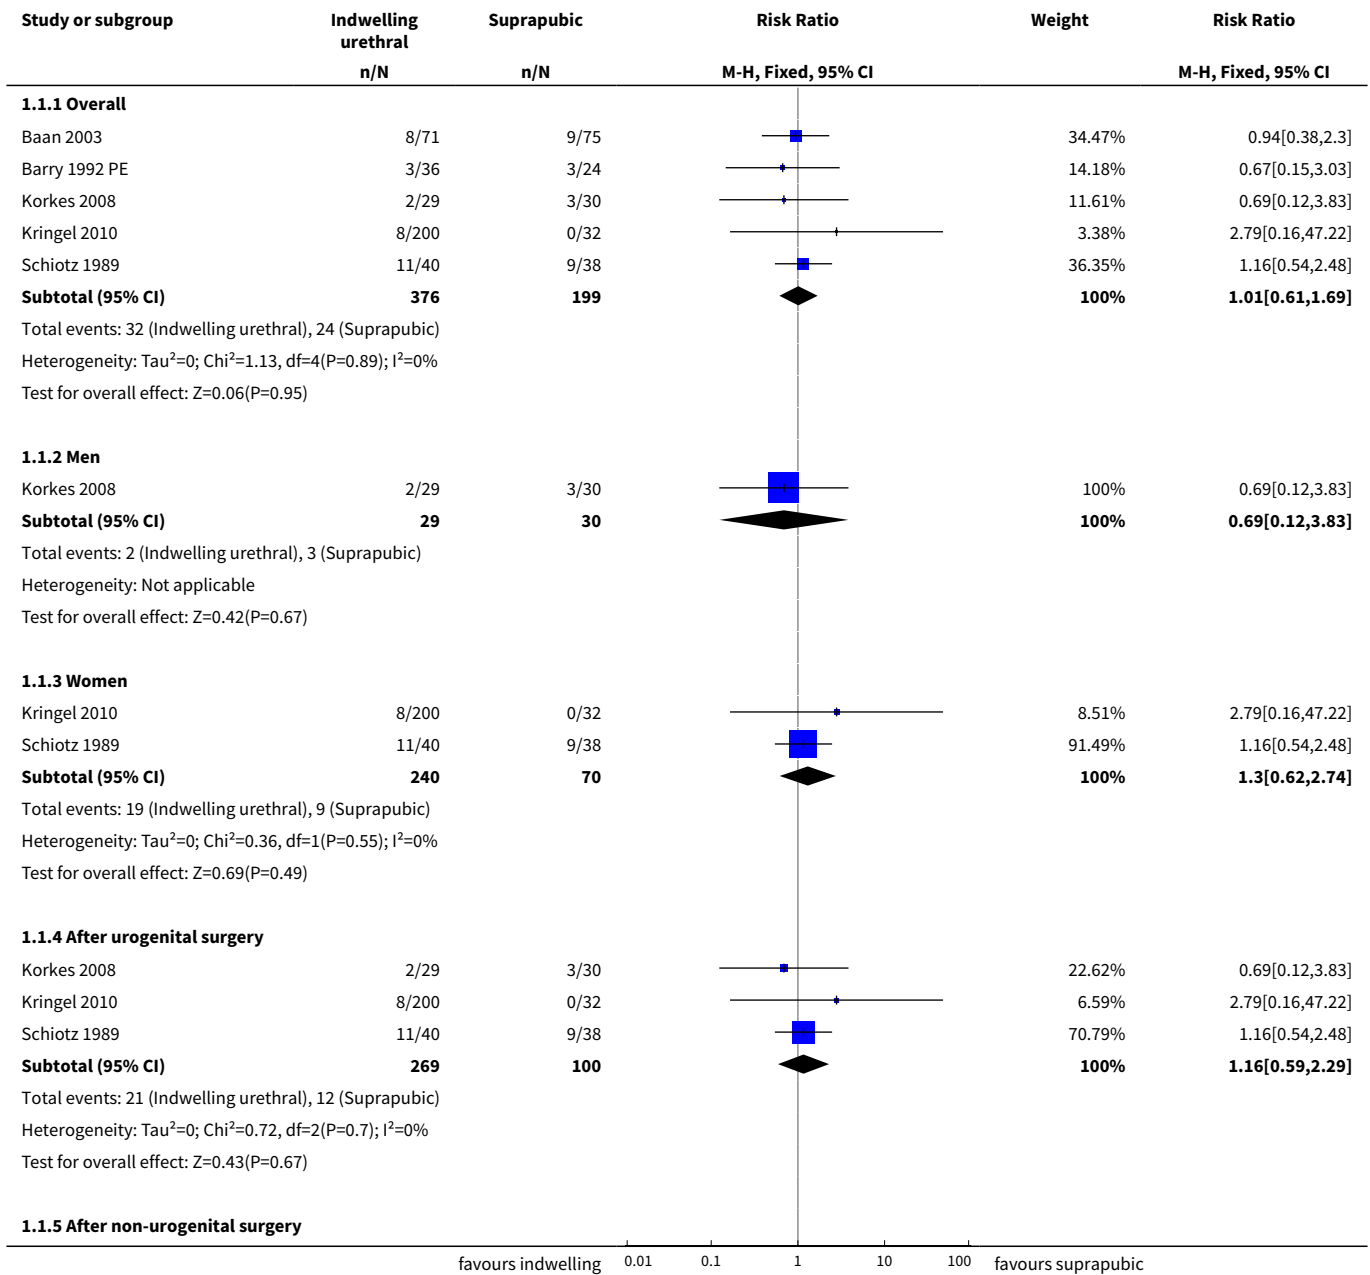 Study or subgroup Indwelling urethral Suprapubic Risk Ratio Weight Risk Ratio
n/N n/N M-H, Fixed, 95% CI M-H, Fixed, 95% CI
1.1.1 Overall
Baan 2003 8/71 9/75 34.47% 0.94[0.38,2.3]
Barry 1992 PE 3/36 3/24 14.18% 0.67[0.15,3.03]
Korkes 2008 2/29 3/30 11.61% 0.69[0.12,3.83]
Kringel 2010 8/200 0/32 3.38% 2.79[0.16,47.22]
Schiotz 1989 11/40 9/38 36.35% 1.16[0.54,2.48]
Subtotal (95% CI) 376 199 100% 1.01[0.61,1.69]
Total events: 32 (Indwelling urethral), 24 (Suprapubic)
Heterogeneity: Tau²=0; Chi²=1.13, df=4(P=0.89); I²=0%
Test for overall effect: Z=0.06(P=0.95)
1.1.2 Men
Korkes 2008 2/29 3/30 100% 0.69[0.12,3.83]
Subtotal (95% CI) 29 30 100% 0.69[0.12,3.83]
Total events: 2 (Indwelling urethral), 3 (Suprapubic)
Heterogeneity: Not applicable
Test for overall effect: Z=0.42(P=0.67)
1.1.3 Women
Kringel 2010 8/200 0/32 8.51% 2.79[0.16,47.22]
Schiotz 1989 11/40 9/38 91.49% 1.16[0.54,2.48]
Subtotal (95% CI) 240 70 100% 1.3[0.62,2.74]
Total events: 19 (Indwelling urethral), 9 (Suprapubic)
Heterogeneity: Tau²=0; Chi²=0.36, df=1(P=0.55); I²=0%
Test for overall effect: Z=0.69(P=0.49)
1.1.4 After urogenital surgery
Korkes 2008 2/29 3/30 22.62% 0.69[0.12,3.83]
Kringel 2010 8/200 0/32 6.59% 2.79[0.16,47.22]
Schiotz 1989 11/40 9/38 70.79% 1.16[0.54,2.48]
Subtotal (95% CI) 269 100 100% 1.16[0.59,2.29]
Total events: 21 (Indwelling urethral), 12 (Suprapubic)
Heterogeneity: Tau²=0; Chi²=0.72, df=2(P=0.7); I²=0%
Test for overall effect: Z=0.43(P=0.67)
1.1.5 After non-urogenital surgery
favours indwelling 0.01 0.1 1 10 100 favours suprapubic